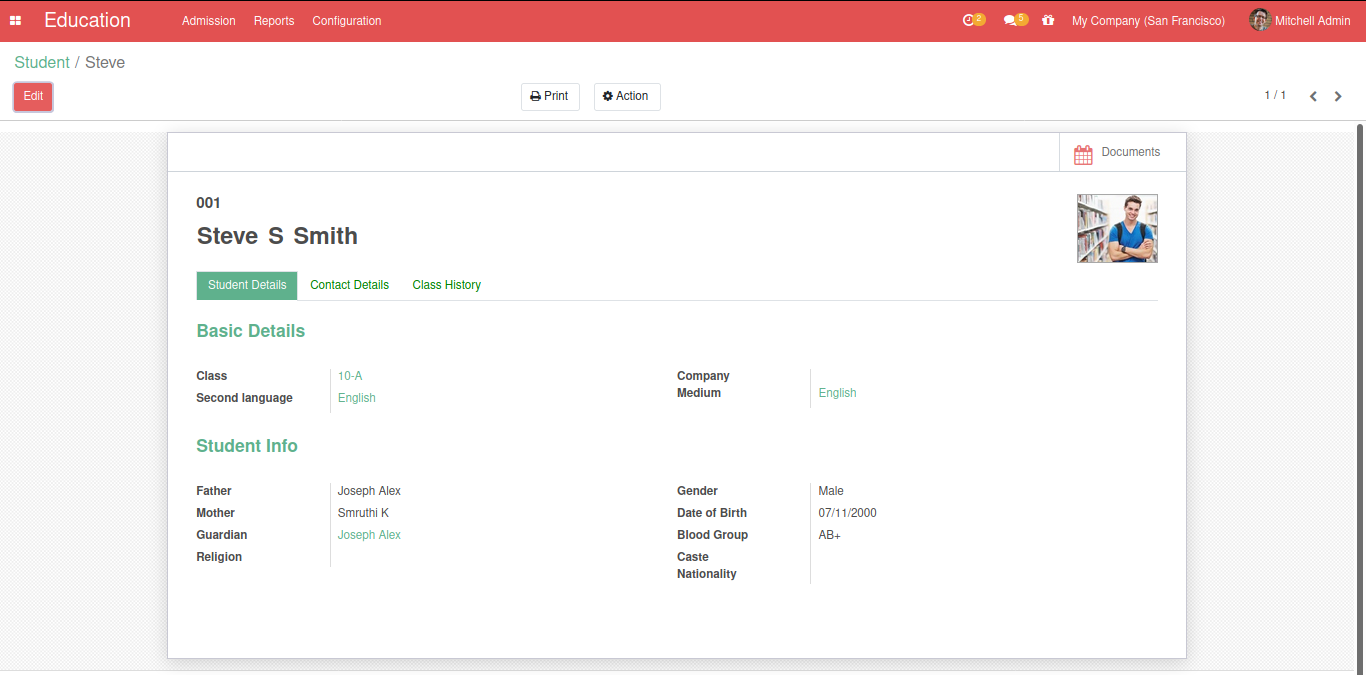 Education Admission Reports Configuration 2 5 My Company (San Francisco) Mitchell Admin
Student / Steve
Edit Print Action 1 / 1
Documents
001
Steve S Smith
Student Details Contact Details Class History
Basic Details
Class 10-A Company
Second language English Medium English
Student Info
Father Joseph Alex Gender Male
Mother Smruthi K Date of Birth 07/11/2000
Guardian Joseph Alex Blood Group AB+
Religion Caste
Nationality